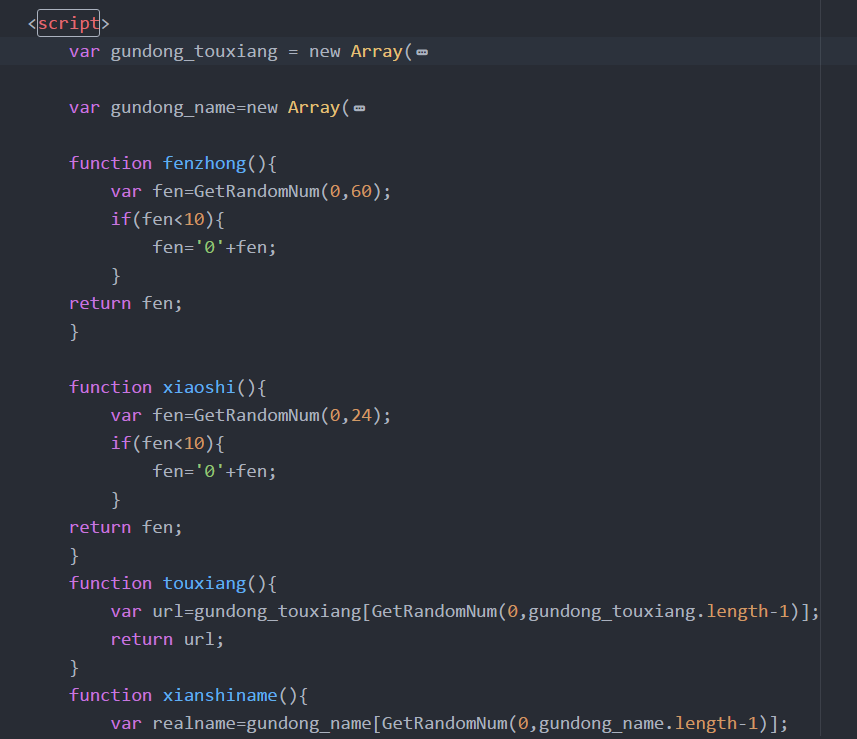 <script>
var gundong_touxiang = new Array(…
var gundong_name=new Array(…
function fenzhong(){
var fen=GetRandomNum(0,60);
if(fen<10){
fen='0'+fen;
}
return fen;
}
function xiaoshi(){
var fen=GetRandomNum(0,24);
if(fen<10){
fen='0'+fen;
}
return fen;
}
function touxiang(){
var url=gundong_touxiang[GetRandomNum(0,gundong_touxiang.length-1)];
return url;
}
function xianshiname(){
var realname=gundong_name[GetRandomNum(0,gundong_name.length-1)];